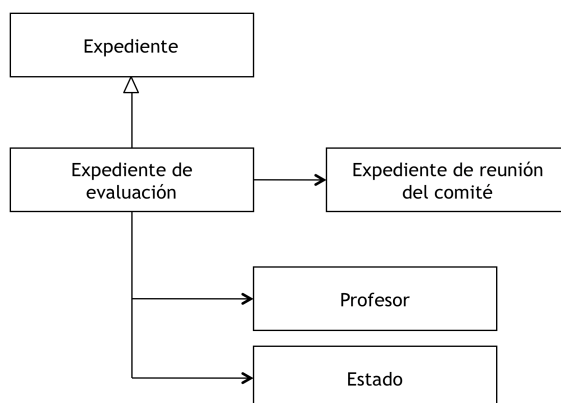 Expediente
Expediente de
evaluación
Expediente de reunión
del comité
Profesor
Estado